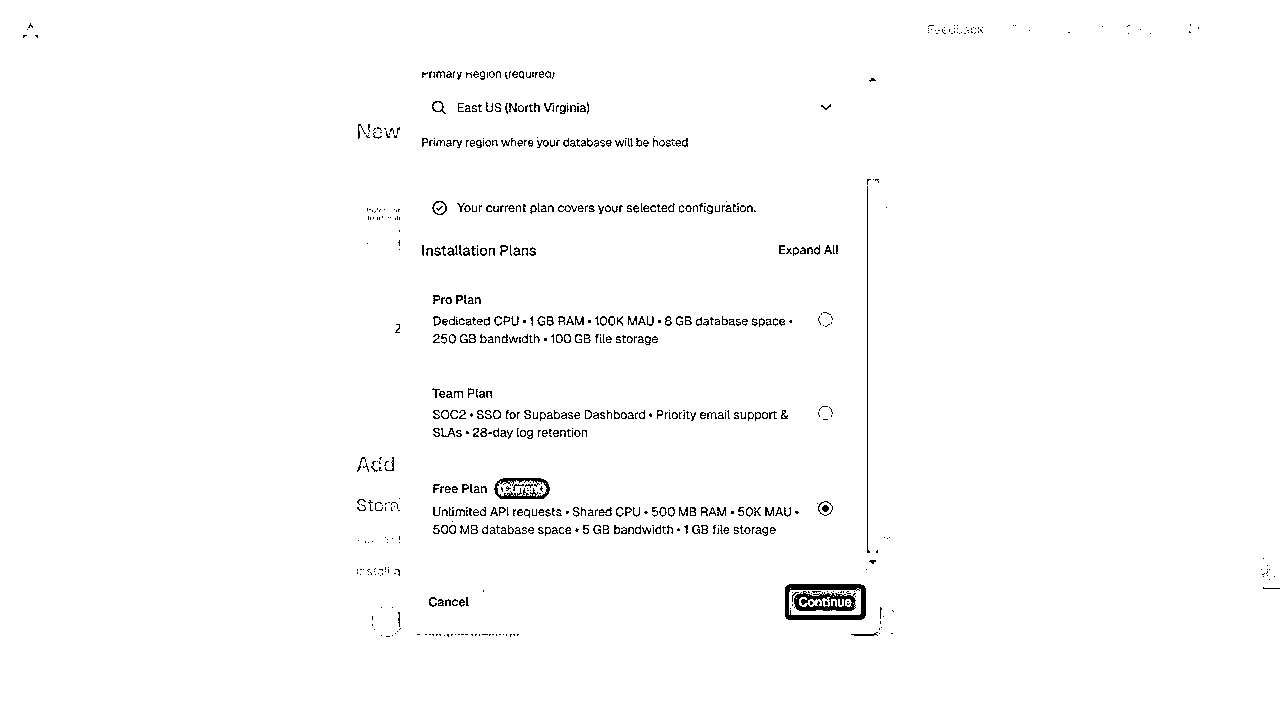 Feedback
Primary Region (required)
East US (North Virginia)
New
Primary region where your database will be hosted
Your current plan covers your selected configuration.
Installation Plans
Expand All
Pro Plan
Dedicated CPU • 1 GB RAM • 100K MAU • 8 GB database space •
250 GB bandwidth • 100 GB file storage
2
Team Plan
SOC2 • SSO for Supabase Dashboard • Priority email support &
SLAs • 28-day log retention
Add
Free Plan
Current
Unlimited API requests • Shared CPU • 500 MB RAM • 50K MAU •
500 MB database space • 5 GB bandwidth • 1 GB file storage
Cancel
Continue